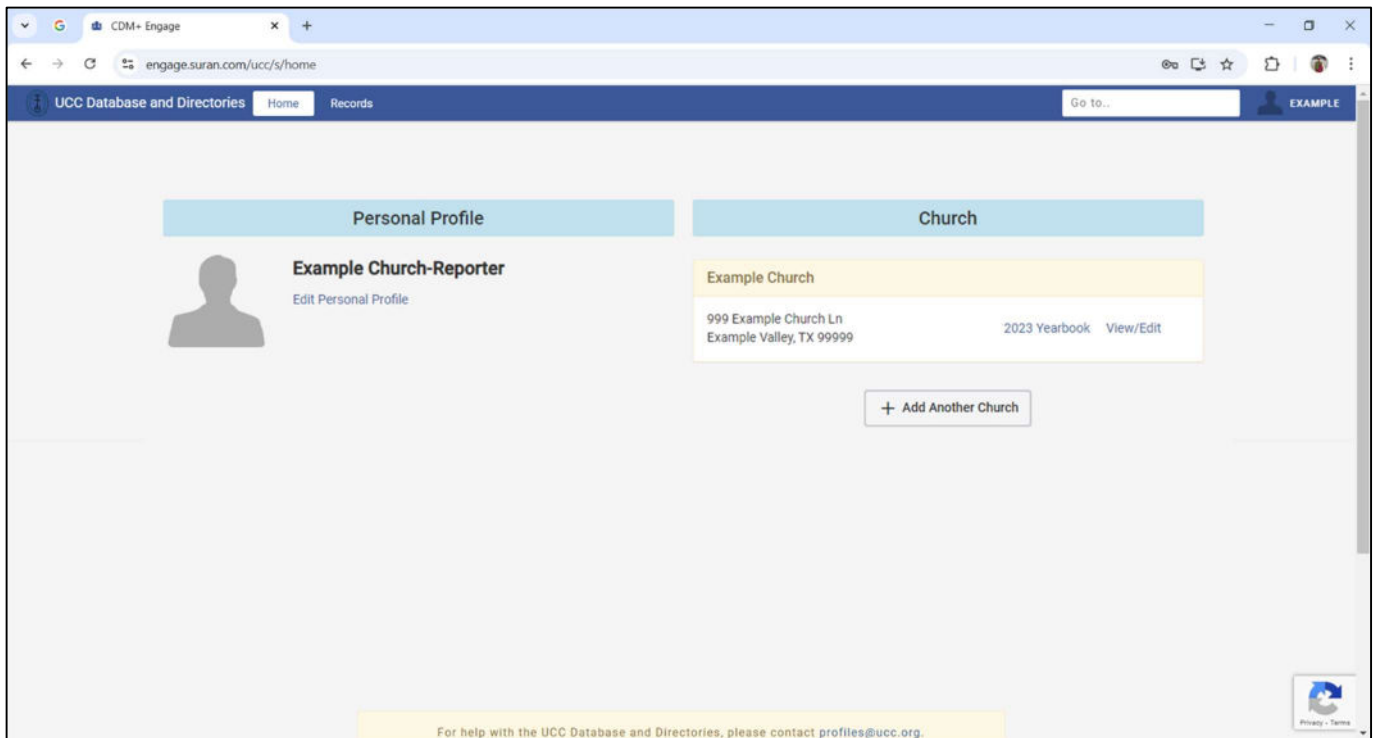 CDM+ Engage
engage.suran.com/ucc/s/home
UCC Database and Directories Home Records Go to.. EXAMPLE
Personal Profile
Example Church-Reporter
Edit Personal Profile
Church
Example Church
999 Example Church Ln
Example Valley, TX 99999
2023 Yearbook View/Edit
+ Add Another Church
For help with the UCC Database and Directories, please contact profiles@ucc.org.
Privacy - Terms